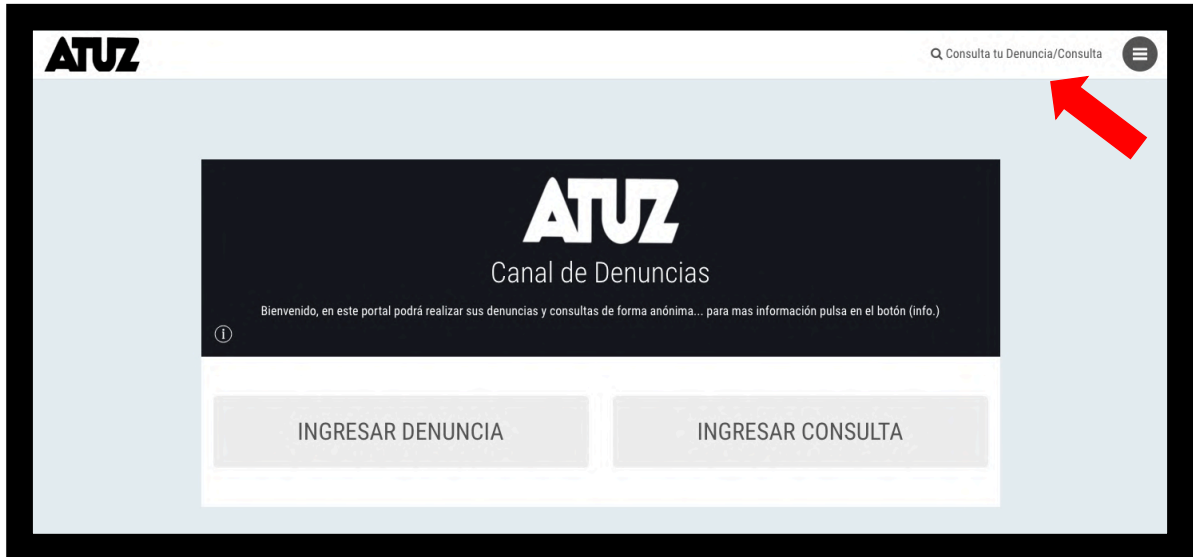 ATUZ
Consulta tu Denuncia/Consulta
ATUZ
Canal de Denuncias
Bienvenido, en este portal podrá realizar sus denuncias y consultas de forma anónima... para mas información pulsa en el botón (info.)
i
INGRESAR DENUNCIA
INGRESAR CONSULTA